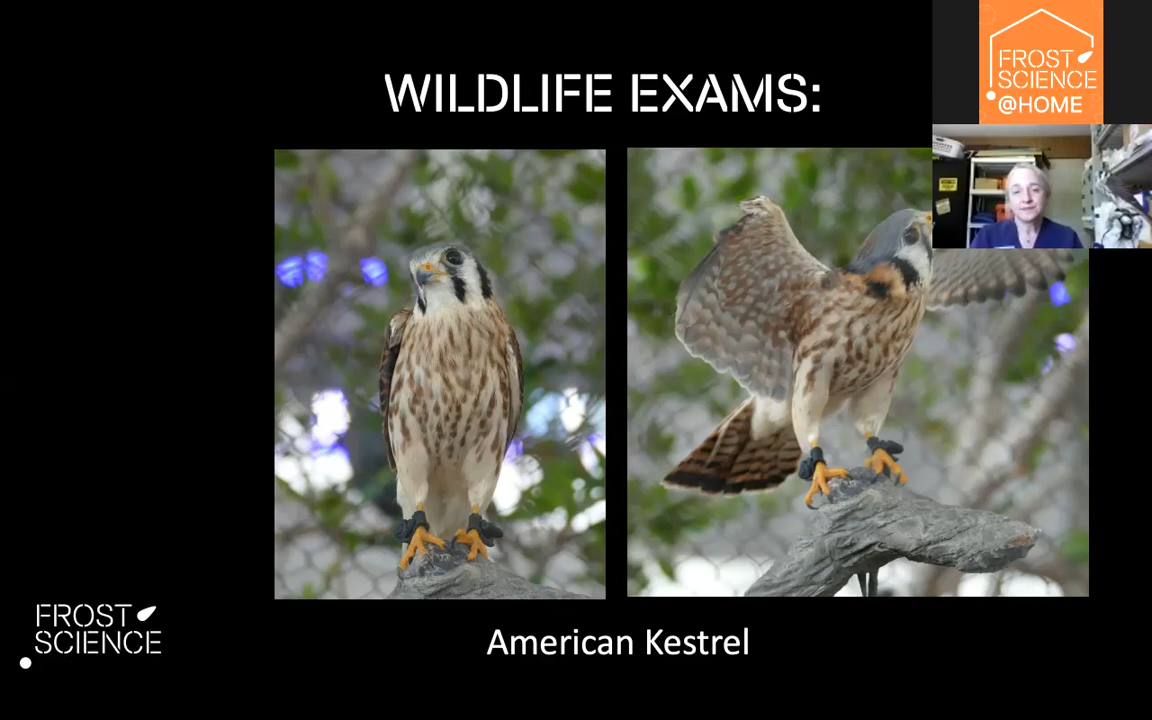 WILDLIFE EXAMS:
FROST
SCIENCE
@HOME
FROST
SCIENCE
American Kestrel